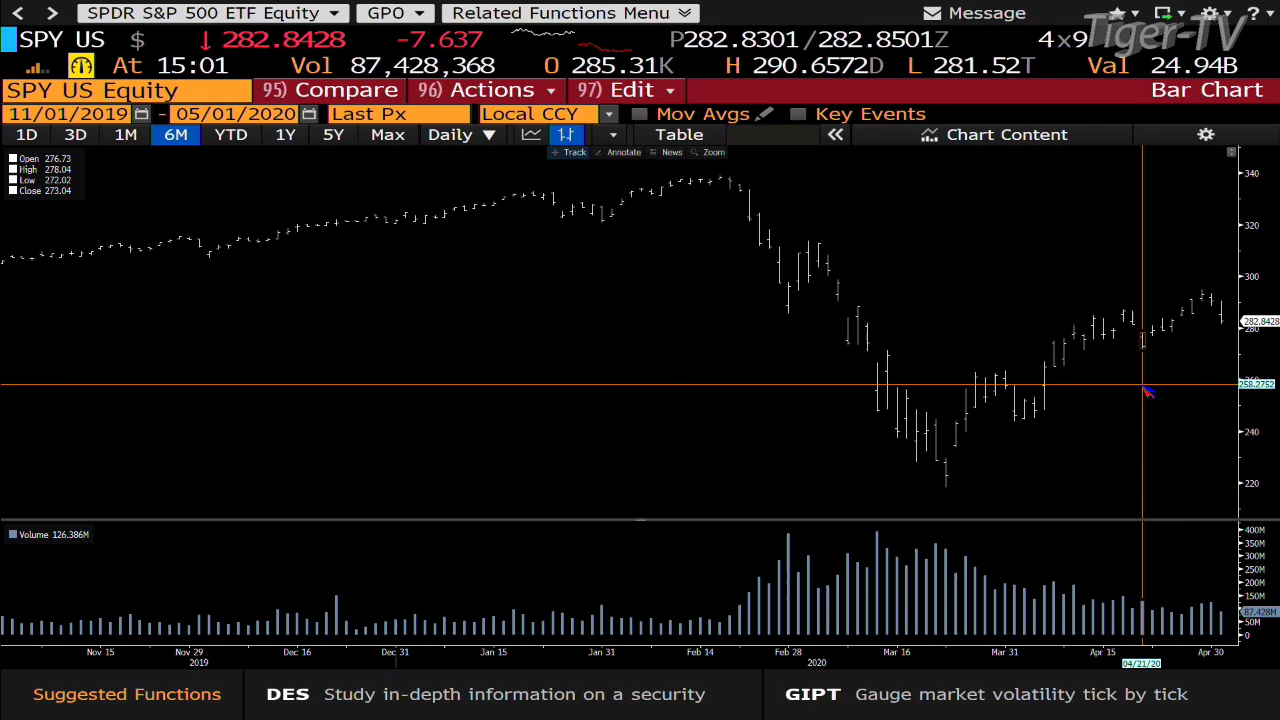 SPDR S&P 500 ETF Equity GPO Related Functions Menu Message ?
Tiger-TV
SPY US $ ↓ 282.8428 -7.637 P282.8301/282.8501Z 4x9
At 15:01 Vol 87,428,368 O 285.31K H 290.6572D L 281.52T Val 24.94B
SPY US Equity 95) Compare 96) Actions 97) Edit Bar Chart
11/01/2019 - 05/01/2020 Last Px Local CCY Mov Avgs Key Events
1D 3D 1M 6M YTD 1Y 5Y Max Daily ▼ Table « Chart Content
Track Annotate News Zoom
Open 276.73
High 278.04
Low 272.02
Close 273.04
340
320
300
282.8428
280
260
258.2752
240
220
Volume 126.386M
400M
350M
300M
250M
200M
150M
87.428M
50M
0
Nov 15 Nov 29 Dec 16 Dec 31 Jan 15 Jan 31 Feb 14 Feb 28 Mar 16 Mar 31 Apr 15 Apr 30
2019 2020 04/21/20
Suggested Functions DES Study in-depth information on a security GIPT Gauge market volatility tick by tick